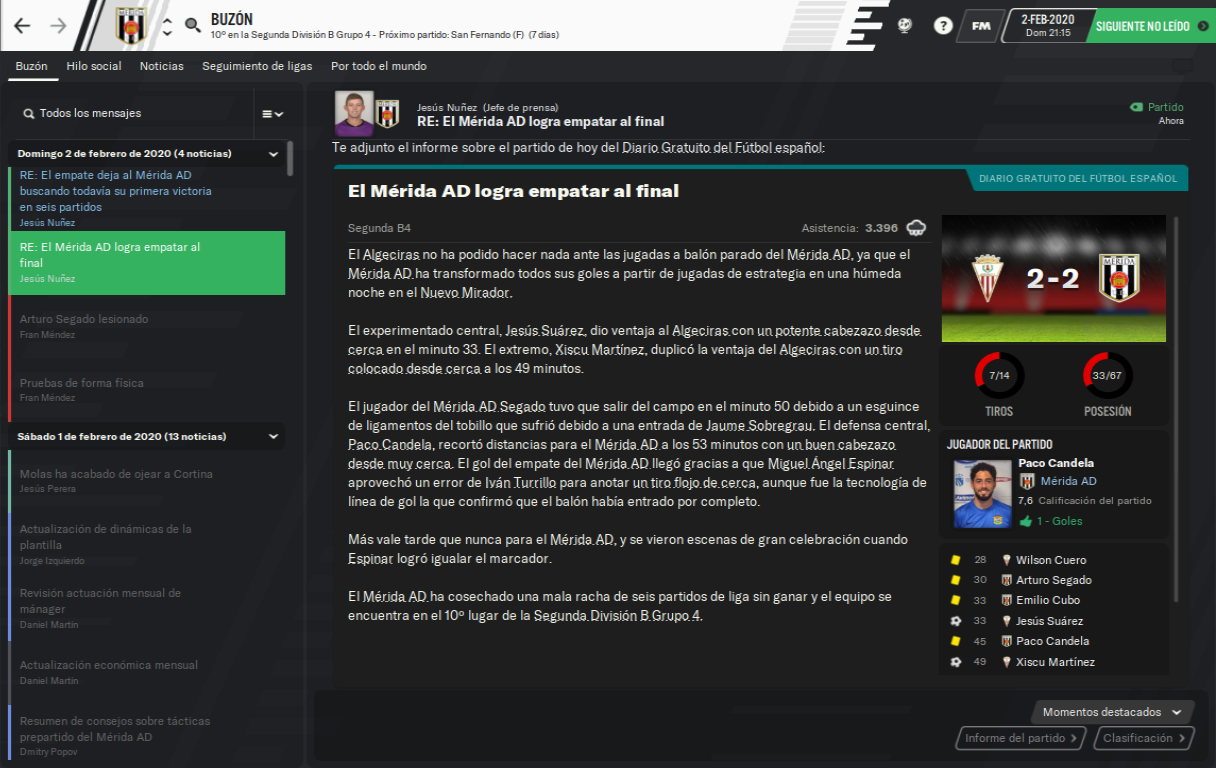 BUZÓN
10º en la Segunda División B Grupo 4 - Próximo partido: San Fernando (F) (7 días)
FM
2-FEB-2020
Dom 21:15
SIGUIENTE NO LEÍDO
Buzón Hilo social Noticias Seguimiento de ligas Por todo el mundo
Todos los mensajes
Domingo 2 de febrero de 2020 (4 noticias)
RE: El empate deja al Mérida AD
buscando todavía su primera victoria
en seis partidos
Jesús Nuñez
RE: El Mérida AD logra empatar al
final
Jesús Nuñez
Arturo Segado lesionado
Fran Méndez
Pruebas de forma física
Fran Méndez
Sábado 1 de febrero de 2020 (13 noticias)
Molas ha acabado de ojear a Cortina
Jesús Perera
Actualización de dinámicas de la
plantilla
Jorge Izquierdo
Revisión actuación mensual de
mánager
Daniel Martín
Actualización económica mensual
Daniel Martín
Resumen de consejos sobre tácticas
prepartido del Mérida AD
Dmitry Popov
Jesús Nuñez (Jefe de prensa)
RE: El Mérida AD logra empatar al final
Partido
Ahora
Te adjunto el informe sobre el partido de hoy del Diario Gratuito del Fútbol español:
El Mérida AD logra empatar al final
DIARIO GRATUITO DEL FÚTBOL ESPAÑOL
Segunda B4
Asistencia: 3.396
El Algeciras no ha podido hacer nada ante las jugadas a balón parado del Mérida AD, ya que el
Mérida AD ha transformado todos sus goles a partir de jugadas de estrategia en una húmeda
noche en el Nuevo Mirador.
El experimentado central, Jesús Suárez, dio ventaja al Algeciras con un potente cabezazo desde
cerca en el minuto 33. El extremo, Xiscu Martínez, duplicó la ventaja del Algeciras con un tiro
colocado desde cerca a los 49 minutos.
El jugador del Mérida AD Segado tuvo que salir del campo en el minuto 50 debido a un esguince
de ligamentos del tobillo que sufrió debido a una entrada de Jaume Sobregrau. El defensa central,
Paco Candela, recortó distancias para el Mérida AD a los 53 minutos con un buen cabezazo
desde muy cerca. El gol del empate del Mérida AD llegó gracias a que Miguel Ángel Espinar
aprovechó un error de Iván Turrillo para anotar un tiro flojo de cerca, aunque fue la tecnología de
línea de gol la que confirmó que el balón había entrado por completo.
Más vale tarde que nunca para el Mérida AD, y se vieron escenas de gran celebración cuando
Espinar logró igualar el marcador.
El Mérida AD ha cosechado una mala racha de seis partidos de liga sin ganar y el equipo se
encuentra en el 10º lugar de la Segunda División B Grupo 4.
2-2
MÉRIDA
7/14
33/67
TIROS
POSESIÓN
JUGADOR DEL PARTIDO
Paco Candela
Mérida AD
7,6 Calificación del partido
1 - Goles
28 Wilson Cuero
30 Arturo Segado
33 Emilio Cubo
33 Jesús Suárez
45 Paco Candela
49 Xiscu Martínez
Momentos destacados
Informe del partido
Clasificación